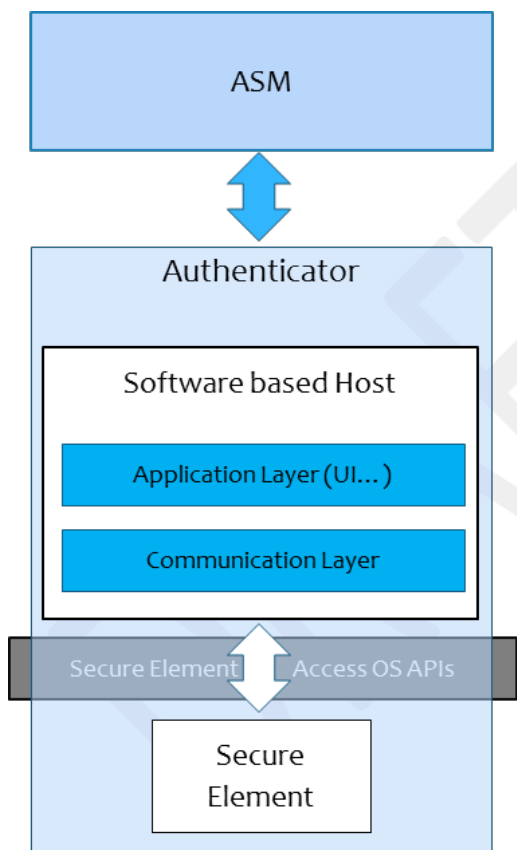 ASM
Authenticator
Software based Host
Application Layer (UI...)
Communication Layer
Secure Element Access OS APIs
Secure
Element